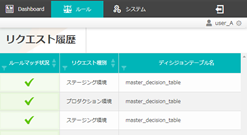 Dashboard ルール システム
user_A
リクエスト履歴
ルールマッチ状況 リクエスト種別 ディシジョンテーブル名
ステージング環境 master_decision_table
プロダクション環境 master_decision_table
ステージング環境 master_decision_table